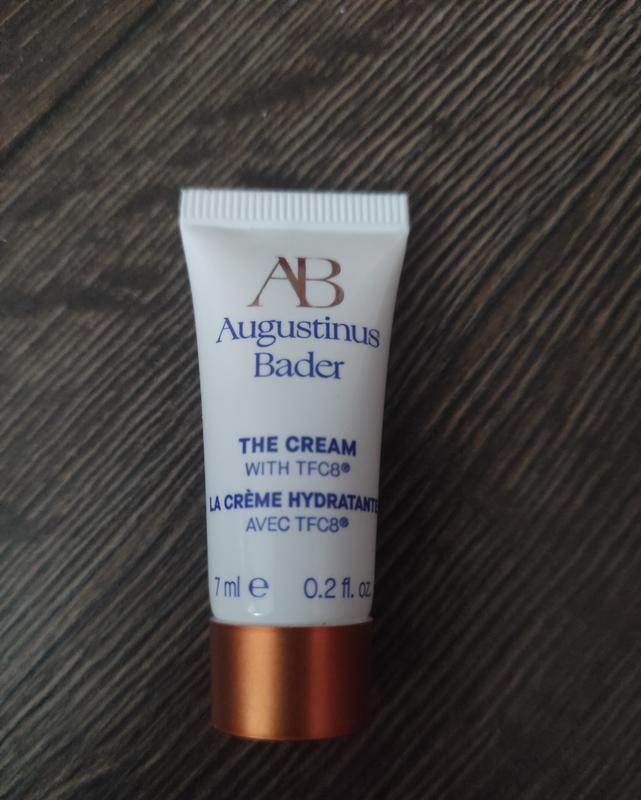 AB
Augustinus
Bader
THE CREAM
WITH TFC8®
LA CRÈME HYDRATANTE
AVEC TFC8®
7 ml e 0.2 fl. oz.